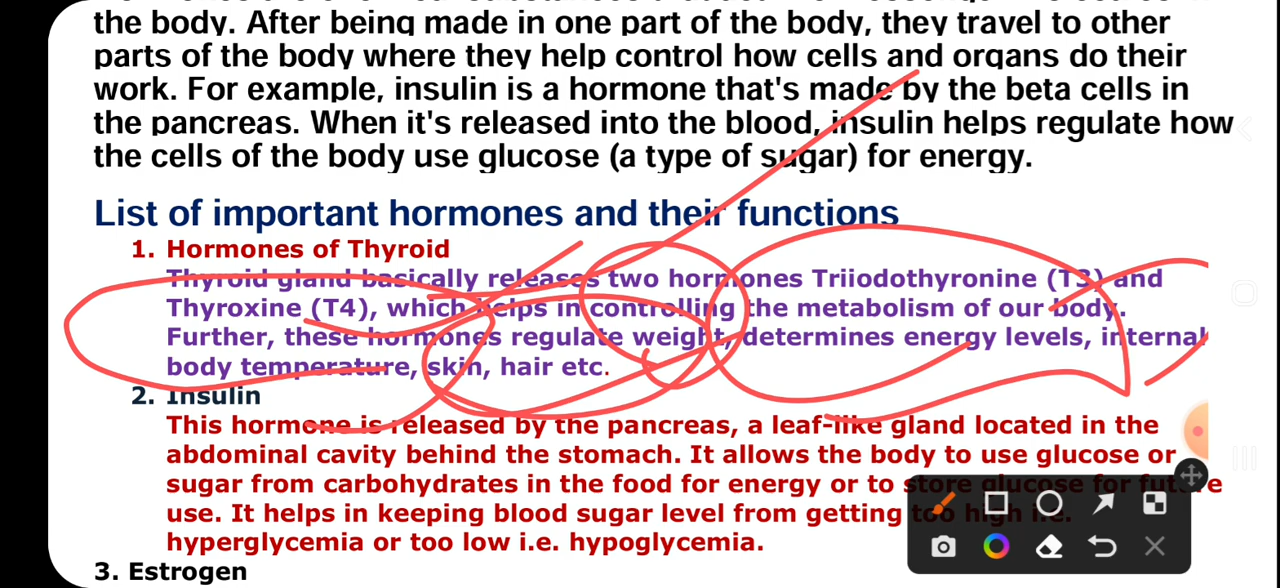 the body. After being made in one part of the body, they travel to other
parts of the body where they help control how cells and organs do their
work. For example, insulin is a hormone that's made by the beta cells in
the pancreas. When it's released into the blood, insulin helps regulate how
the cells of the body use glucose (a type of sugar) for energy.
List of important hormones and their functions
1. Hormones of Thyroid
Thyroid gland basically releases two hormones Triiodothyronine (T3) and
Thyroxine (T4), which helps in controlling the metabolism of our body.
Further, these hormones regulate weight, determines energy levels, internal
body temperature, skin, hair etc.
2. Insulin
This hormone is released by the pancreas, a leaf-like gland located in the
abdominal cavity behind the stomach. It allows the body to use glucose or
sugar from carbohydrates in the food for energy or to store glucose for future
use. It helps in keeping blood sugar level from getting too high i.e.
hyperglycemia or too low i.e. hypoglycemia.
3. Estrogen